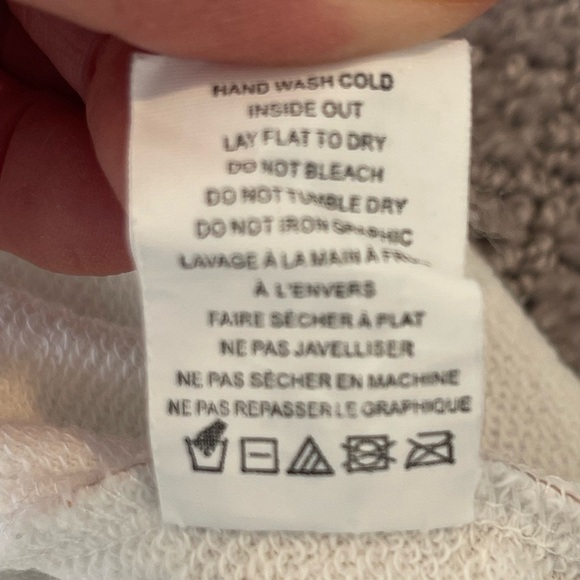 HAND WASH COLD
INSIDE OUT
LAY FLAT TO DRY
DO NOT BLEACH
DO NOT TUMBLE DRY
DO NOT IRON GRAPHIC
LAVAGE À LA MAIN À
À L'ENVERS
FAIRE SÉCHER À PLAT
NE PAS JAVELLISER
NE PAS SÉCHER EN MACHINE
NE PAS REPASSER LE GRAPHIQUE